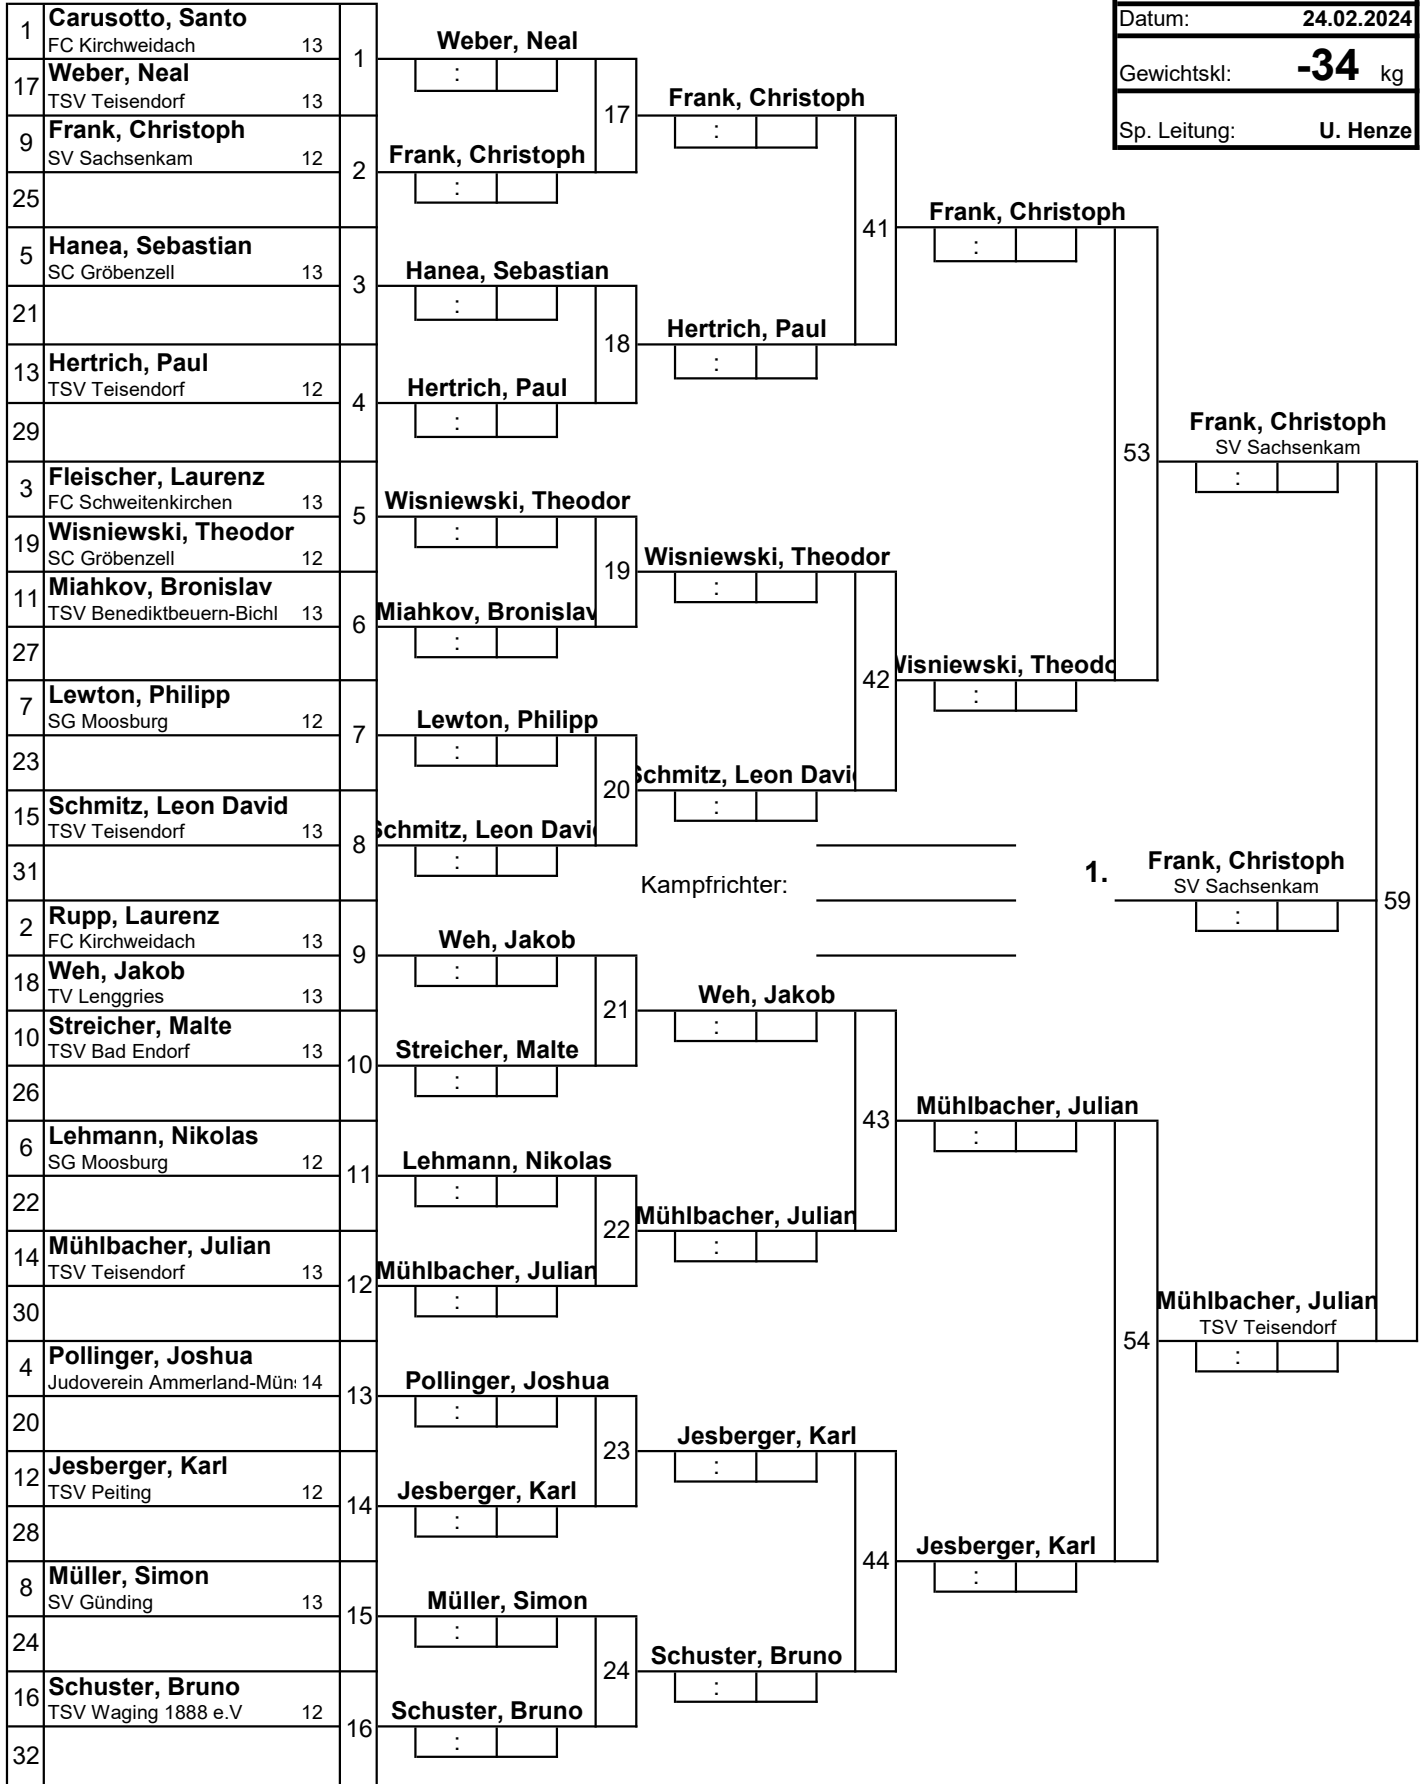 Datum: 24.02.2024
Gewichtskl: -34 kg
Sp. Leitung: U. Henze
1 Carusotto, Santo
FC Kirchweidach 13
17 Weber, Neal
TSV Teisendorf 13
9 Frank, Christoph
SV Sachsenkam 12
25
5 Hanea, Sebastian
SC Gröbenzell 13
21
13 Hertrich, Paul
TSV Teisendorf 12
29
3 Fleischer, Laurenz
FC Schweitenkirchen 13
19 Wisniewski, Theodor
SC Gröbenzell 12
11 Miahkov, Bronislav
TSV Benediktbeuern-Bichl 13
27
7 Lewton, Philipp
SG Moosburg 12
23
15 Schmitz, Leon David
TSV Teisendorf 13
31
2 Rupp, Laurenz
FC Kirchweidach 13
18 Weh, Jakob
TV Lenggries 13
10 Streicher, Malte
TSV Bad Endorf 13
26
6 Lehmann, Nikolas
SG Moosburg 12
22
14 Mühlbacher, Julian
TSV Teisendorf 13
30
4 Pollinger, Joshua
Judoverein Ammerland-Mün: 14
20
12 Jesberger, Karl
TSV Peiting 12
28
8 Müller, Simon
SV Günding 13
24
16 Schuster, Bruno
TSV Waging 1888 e.V 12
32
1 Weber, Neal
:
2 Frank, Christoph
:
3 Hanea, Sebastian
:
4 Hertrich, Paul
:
5 Wisniewski, Theodor
:
6 Miahkov, Bronislav
:
7 Lewton, Philipp
:
8 Schmitz, Leon Davi
:
9 Weh, Jakob
:
10 Streicher, Malte
:
11 Lehmann, Nikolas
:
12 Mühlbacher, Julian
:
13 Pollinger, Joshua
:
14 Jesberger, Karl
:
15 Müller, Simon
:
16 Schuster, Bruno
:
17 Frank, Christoph
:
18 Hertrich, Paul
:
19 Wisniewski, Theodor
:
20 Schmitz, Leon Davi
:
Kampfrichter:
21 Weh, Jakob
:
22 Mühlbacher, Julian
:
23 Jesberger, Karl
:
24 Schuster, Bruno
:
41 Frank, Christoph
:
42 Wisniewski, Theodo
:
43 Mühlbacher, Julian
:
44 Jesberger, Karl
:
53 Frank, Christoph
SV Sachsenkam
:
54 Mühlbacher, Julian
TSV Teisendorf
:
59
1. Frank, Christoph
SV Sachsenkam
: